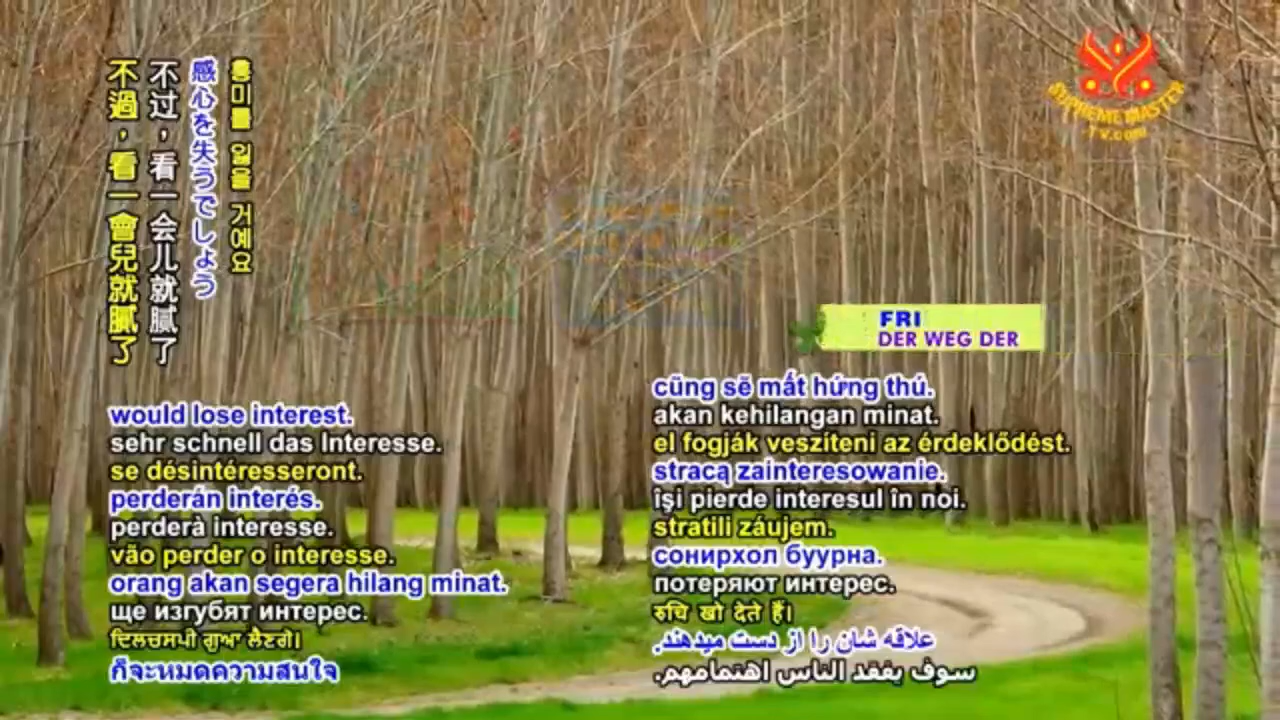 不過，看一會兒就膩了
不过，看一会儿就腻了
感心を失うでしょう
흥미를 잃을 거예요
SUPREME MASTER
TV.com
FRI
DER WEG DER
would lose interest.
sehr schnell das Interesse.
se désintéresseront.
perderán interés.
perderà interesse.
vão perder o interesse.
orang akan segera hilang minat.
ще изгубят интерес.
ਦਿਲਚਸਪੀ ਗੁਆ ਲੈਣਗੇ।
ก็จะหมดความสนใจ
cũng sẽ mất hứng thú.
akan kehilangan minat.
el fogják veszíteni az érdeklődést.
stracą zainteresowanie.
își pierde interesul în noi.
stratili záujem.
сонирхол буурна.
потеряют интерес.
रुचि खो देते हैं।
علاقه شان را از دست میدهند.
سوف يفقد الناس اهتمامهم.